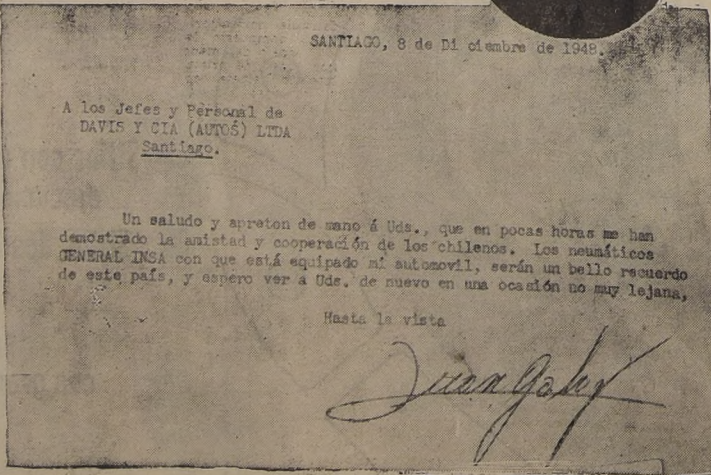 SANTIAGO, 8 de Di ciembre de 1948.
A los Jefes y Personal de
DAVIS Y CIA (AUTOS) LTDA
Santiago.
Un saludo y apreton de mano á Uds., que en pocas horas me han
demostrado la amistad y cooperación de los chilenos. Los neumáticos
GENERAL INSA con que está equipado mi automovil, serán un bello recuerdo
de este país, y espero ver a Uds. de nuevo en una ocasión no muy lejana,
Hasta la vista
Juan Galvez